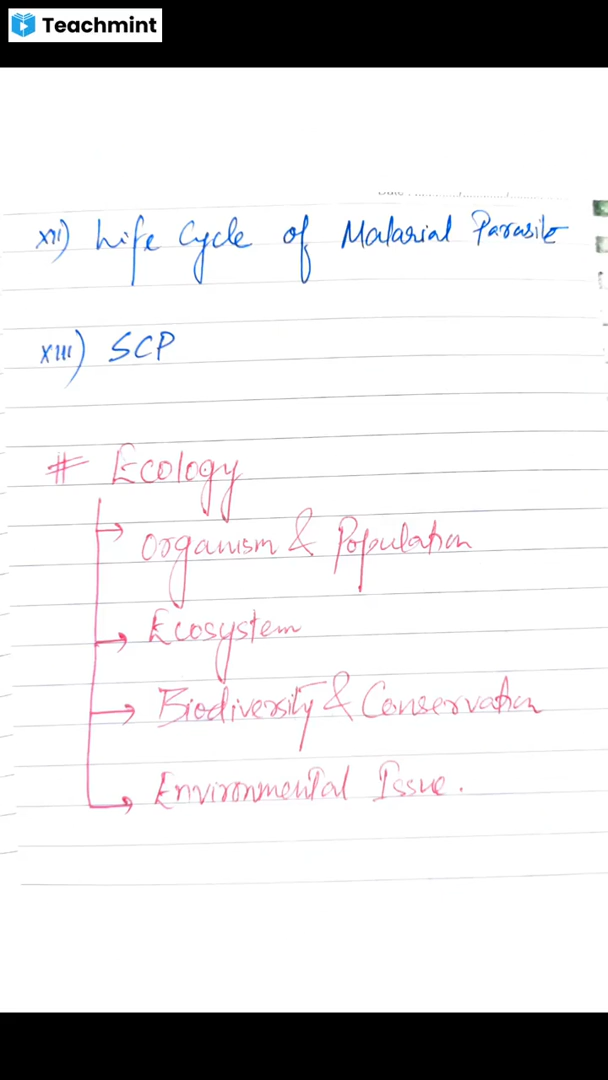 Teachmint
XII) Life Cycle of Malarial Parasite
XIII) SCP
# Ecology
Organism & Population
Ecosystem
Biodiversity & Conservation
Environmental Issue.